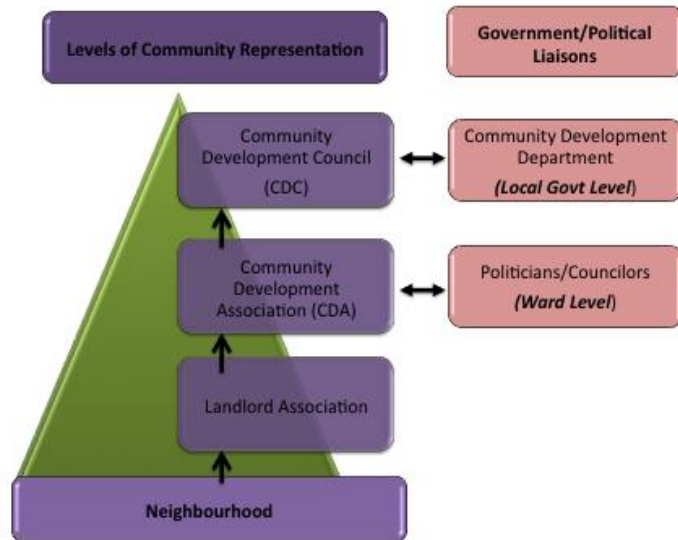 Levels of Community Representation
Government/Political
Liaisons
Community
Development Council
(CDC)
Community Development
Department
(Local Govt Level)
Community
Development
Association (CDA)
Politicians/Councilors
(Ward Level)
Landlord Association
Neighbourhood